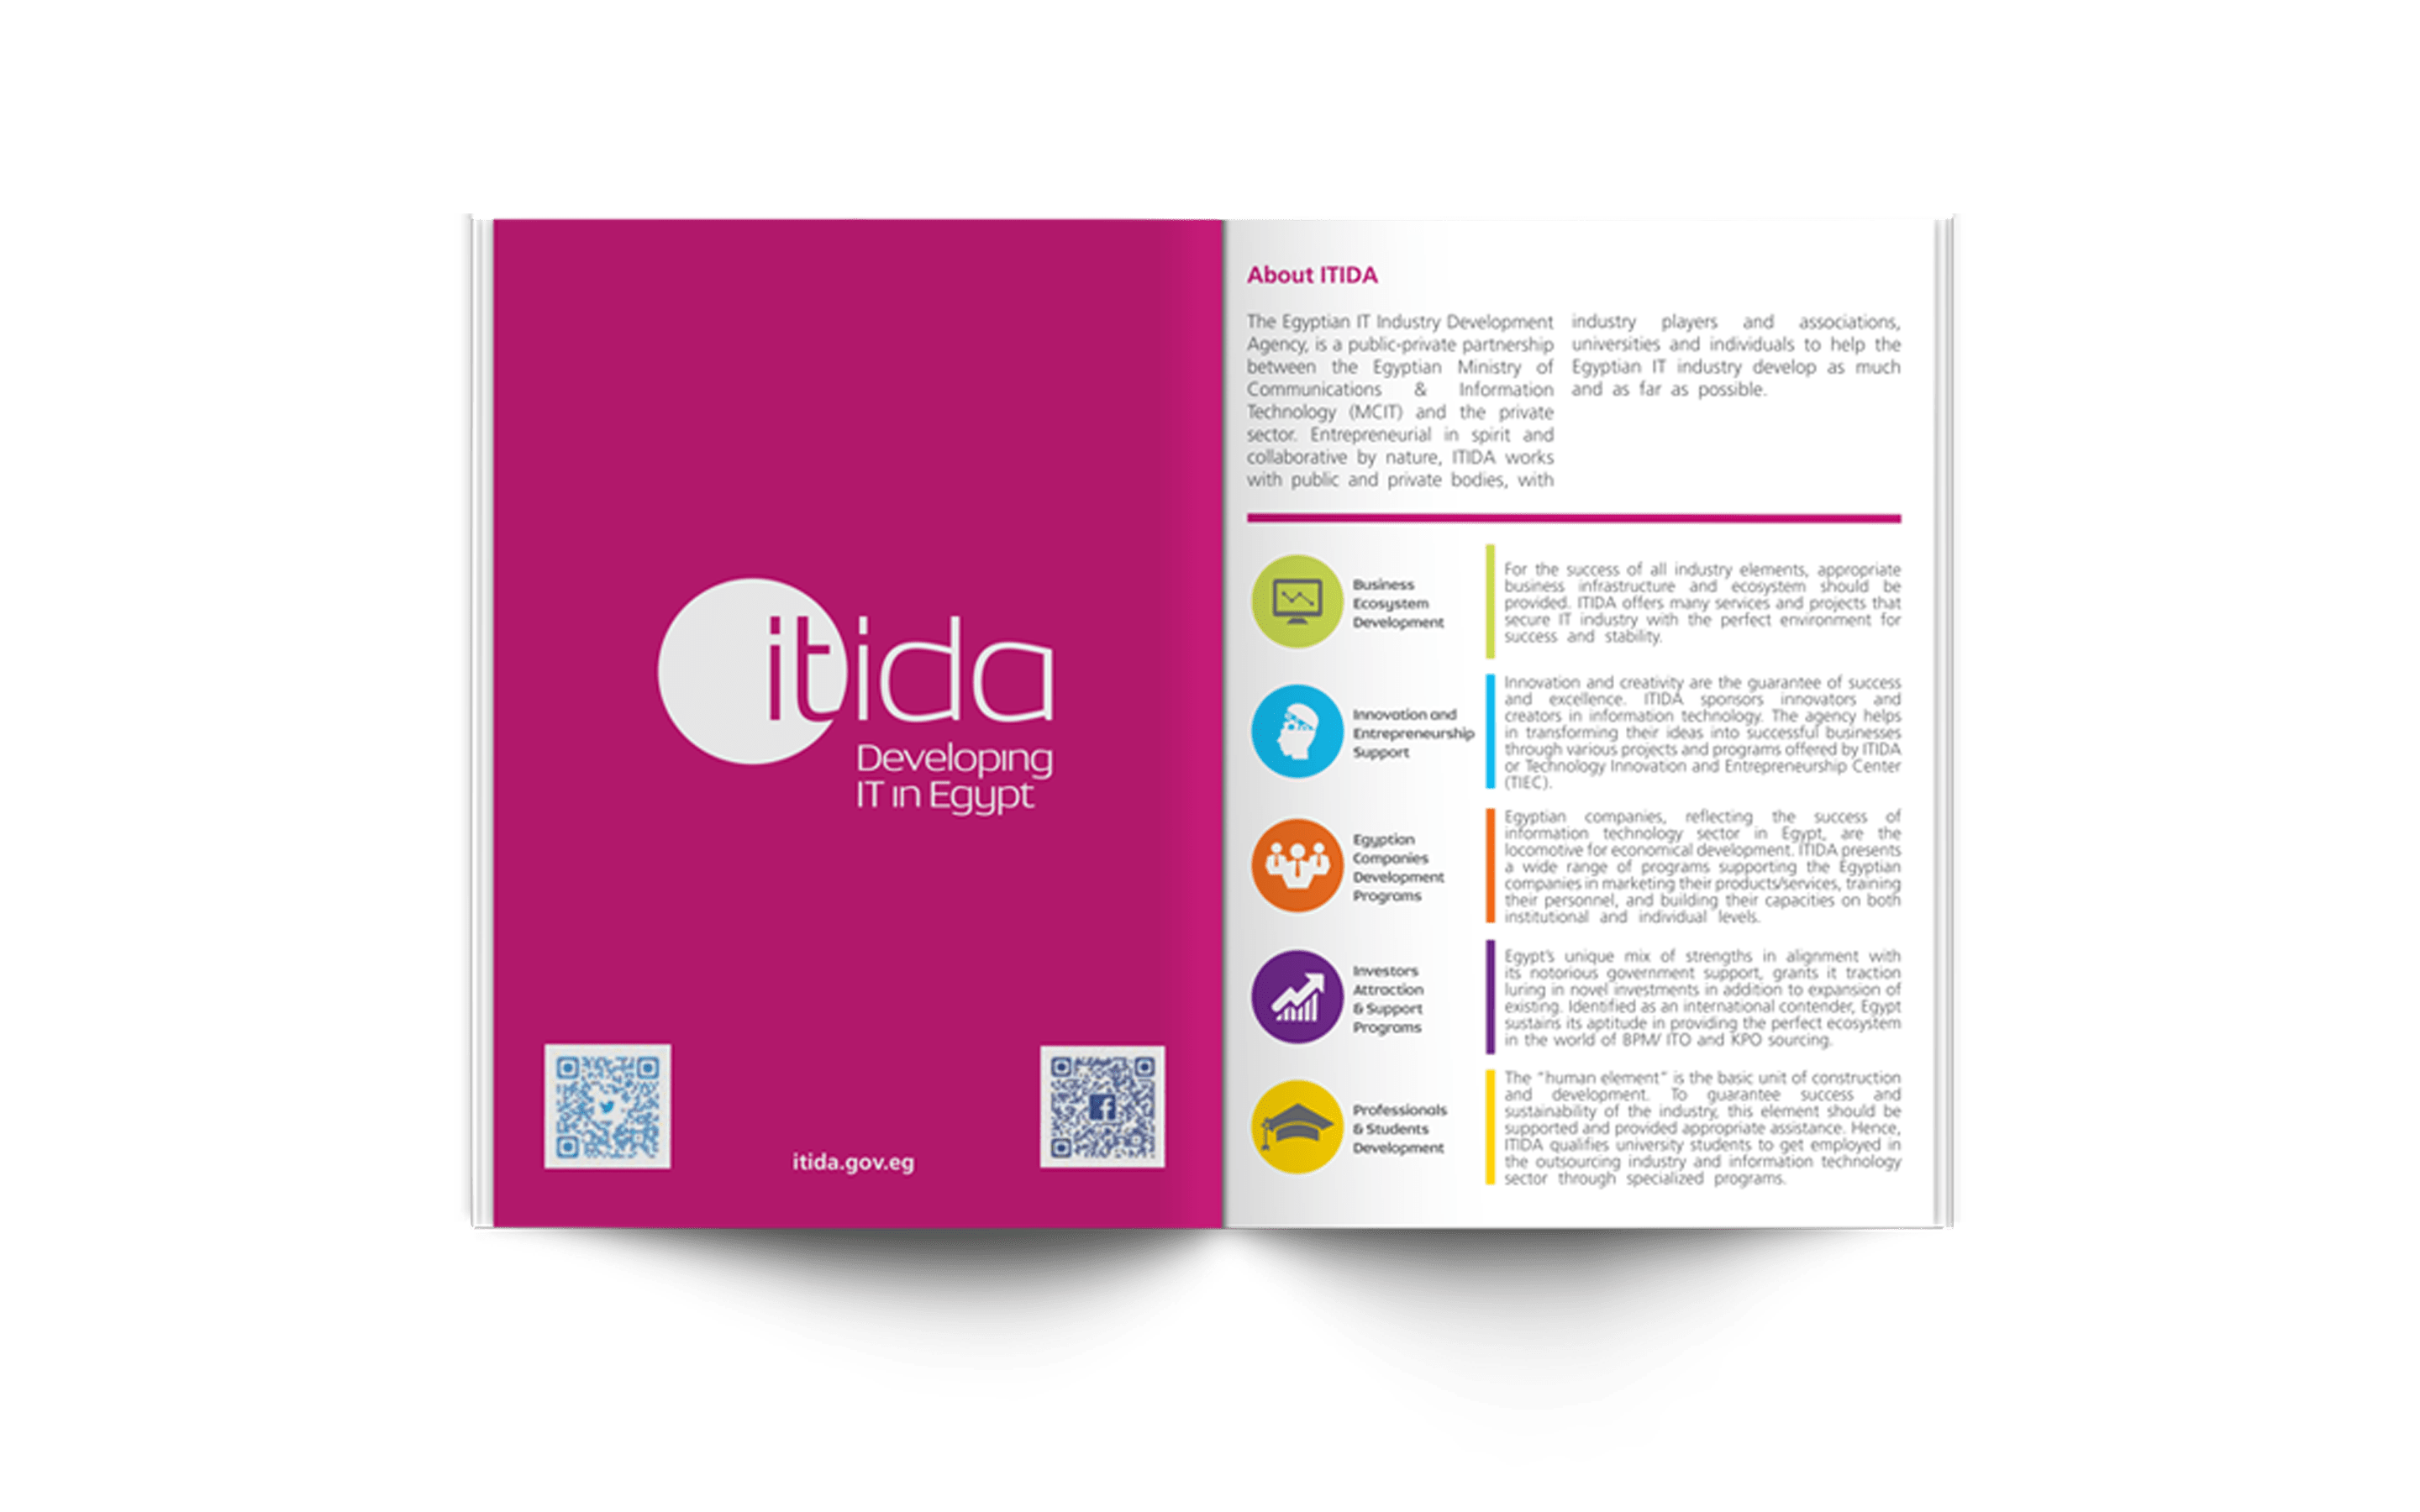 itida
Developing
IT in Egypt
itida.gov.eg
About ITIDA
The Egyptian IT Industry Development
Agency, is a public-private partnership
between the Egyptian Ministry of
Communications & Information
Technology (MCIT) and the private
sector. Entrepreneurial in spirit and
collaborative by nature, ITIDA works
with public and private bodies, with
industry players and associations,
universities and individuals to help the
Egyptian IT industry develop as much
and as far as possible.
Business
Ecosystem
Development
For the success of all industry elements, appropriate
business infrastructure and ecosystem should be
provided. ITIDA offers many services and projects that
secure IT industry with the perfect environment for
success and stability.
Innovation and
Entrepreneurship
Support
Innovation and creativity are the guarantee of success
and excellence. ITIDA sponsors innovators and
creators in information technology. The agency helps
in transforming their ideas into successful businesses
through various projects and programs offered by ITIDA
or Technology Innovation and Entrepreneurship Center
(TIEC).
Egyptian
Companies
Development
Programs
Egyptian companies, reflecting the success of
information technology sector in Egypt, are the
locomotive for economical development. ITIDA presents
a wide range of programs supporting the Egyptian
companies in marketing their products/services, training
their personnel, and building their capacities on both
institutional and individual levels.
Investors
Attraction
& Support
Programs
Egypt's unique mix of strengths in alignment with
its notorious government support, grants it traction
luring in novel investments in addition to expansion of
existing. Identified as an international contender, Egypt
sustains its aptitude in providing the perfect ecosystem
in the world of BPM/ ITO and KPO sourcing.
Professionals
& Students
Development
The "human element" is the basic unit of construction
and development. To guarantee success and
sustainability of the industry, this element should be
supported and provided appropriate assistance. Hence,
ITIDA qualifies university students to get employed in
the outsourcing industry and information technology
sector through specialized programs.